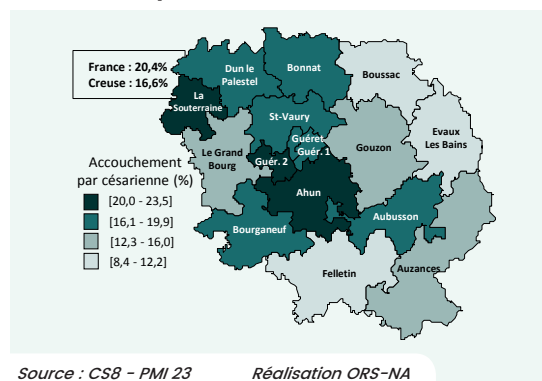 France : 20,4%
Creuse : 16,6%
Dun le
Palestel
Bonnat
Boussac
La
Souterraine
St-Vaury
Evaux
Les Bains
Guéret
Guér. 1
Le Grand
Bourg
Guér. 2
Gouzon
Ahun
Aubusson
Bourganeuf
Felletin
Auzances
Accouchement
par césarienne (%)
[20,0 - 23,5]
[16,1 - 19,9]
[12,3 - 16,0]
[8,4 - 12,2]
Source : CS8 - PMI 23
Réalisation ORS-NA